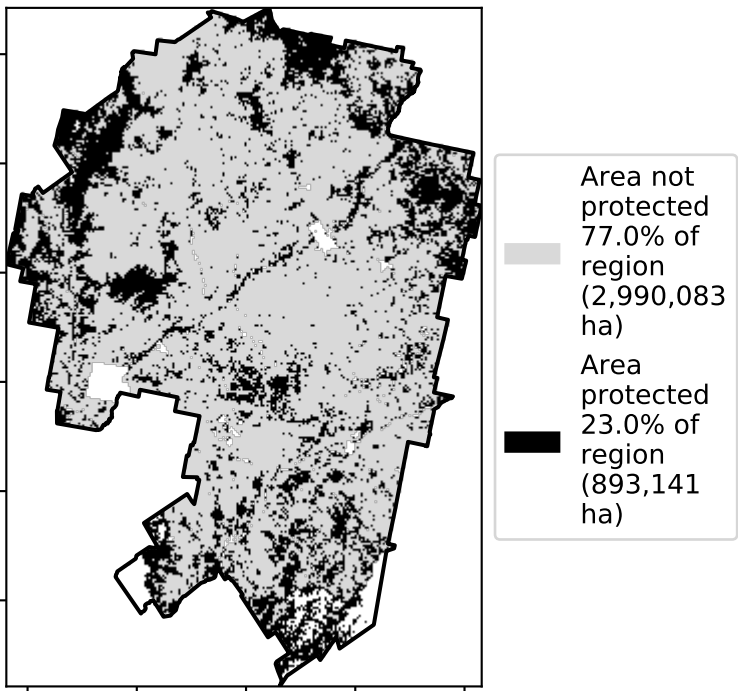 Area not
protected
77.0% of
region
(2,990,083
ha)
Area
protected
23.0% of
region
(893,141
ha)